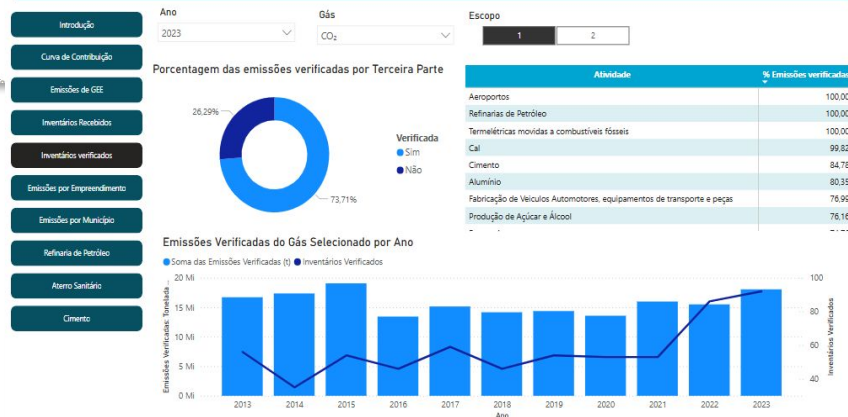 Introdução
Curva de Contribuição
Emissões de GEE
Inventários Recebidos
Inventários verificados
Emissões por Empreendimento
Emissões por Município
Refinaria de Petróleo
Aterro Sanitário
Cimento
Ano
2023
Gás
CO₂
Escopo
1
2
Porcentagem das emissões verificadas por Terceira Parte
26,29%
73,71%
Verificada
Sim
Não
Atividade % Emissões verificadas
Aeroportos 100,00
Refinarias de Petróleo 100,00
Termelétricas movidas a combustíveis fósseis 100,00
Cal 99,82
Cimento 84,78
Alumínio 80,35
Fabricação de Veículos Automotores, equipamentos de transporte e peças 76,99
Produção de Açúcar e Álcool 76,16
Emissões Verificadas do Gás Selecionado por Ano
Soma das Emissões Verificadas (t) Inventários Verificados
Emissões Verificadas: Tonelada...
20 Mi
15 Mi
10 Mi
5 Mi
0 Mi
100
80
60
40
Inventários Verificados
2013 2014 2015 2016 2017 2018 2019 2020 2021 2022 2023
Ano